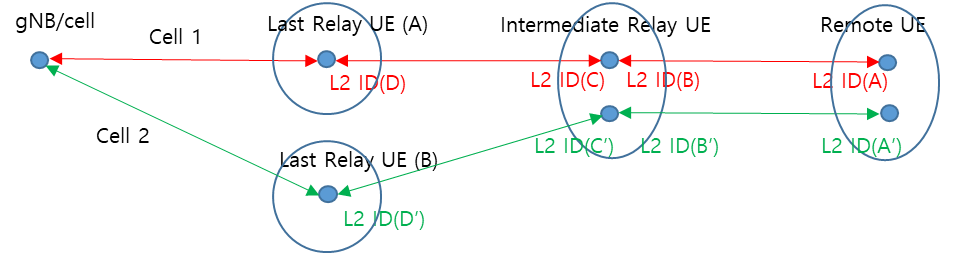 gNB/cell
Cell 1
Last Relay UE (A)
Intermediate Relay UE
Remote UE
L2 ID(D)
L2 ID(C)
L2 ID(B)
L2 ID(A)
Cell 2
Last Relay UE (B)
L2 ID(C’)
L2 ID(B’)
L2 ID(A’)
L2 ID(D’)